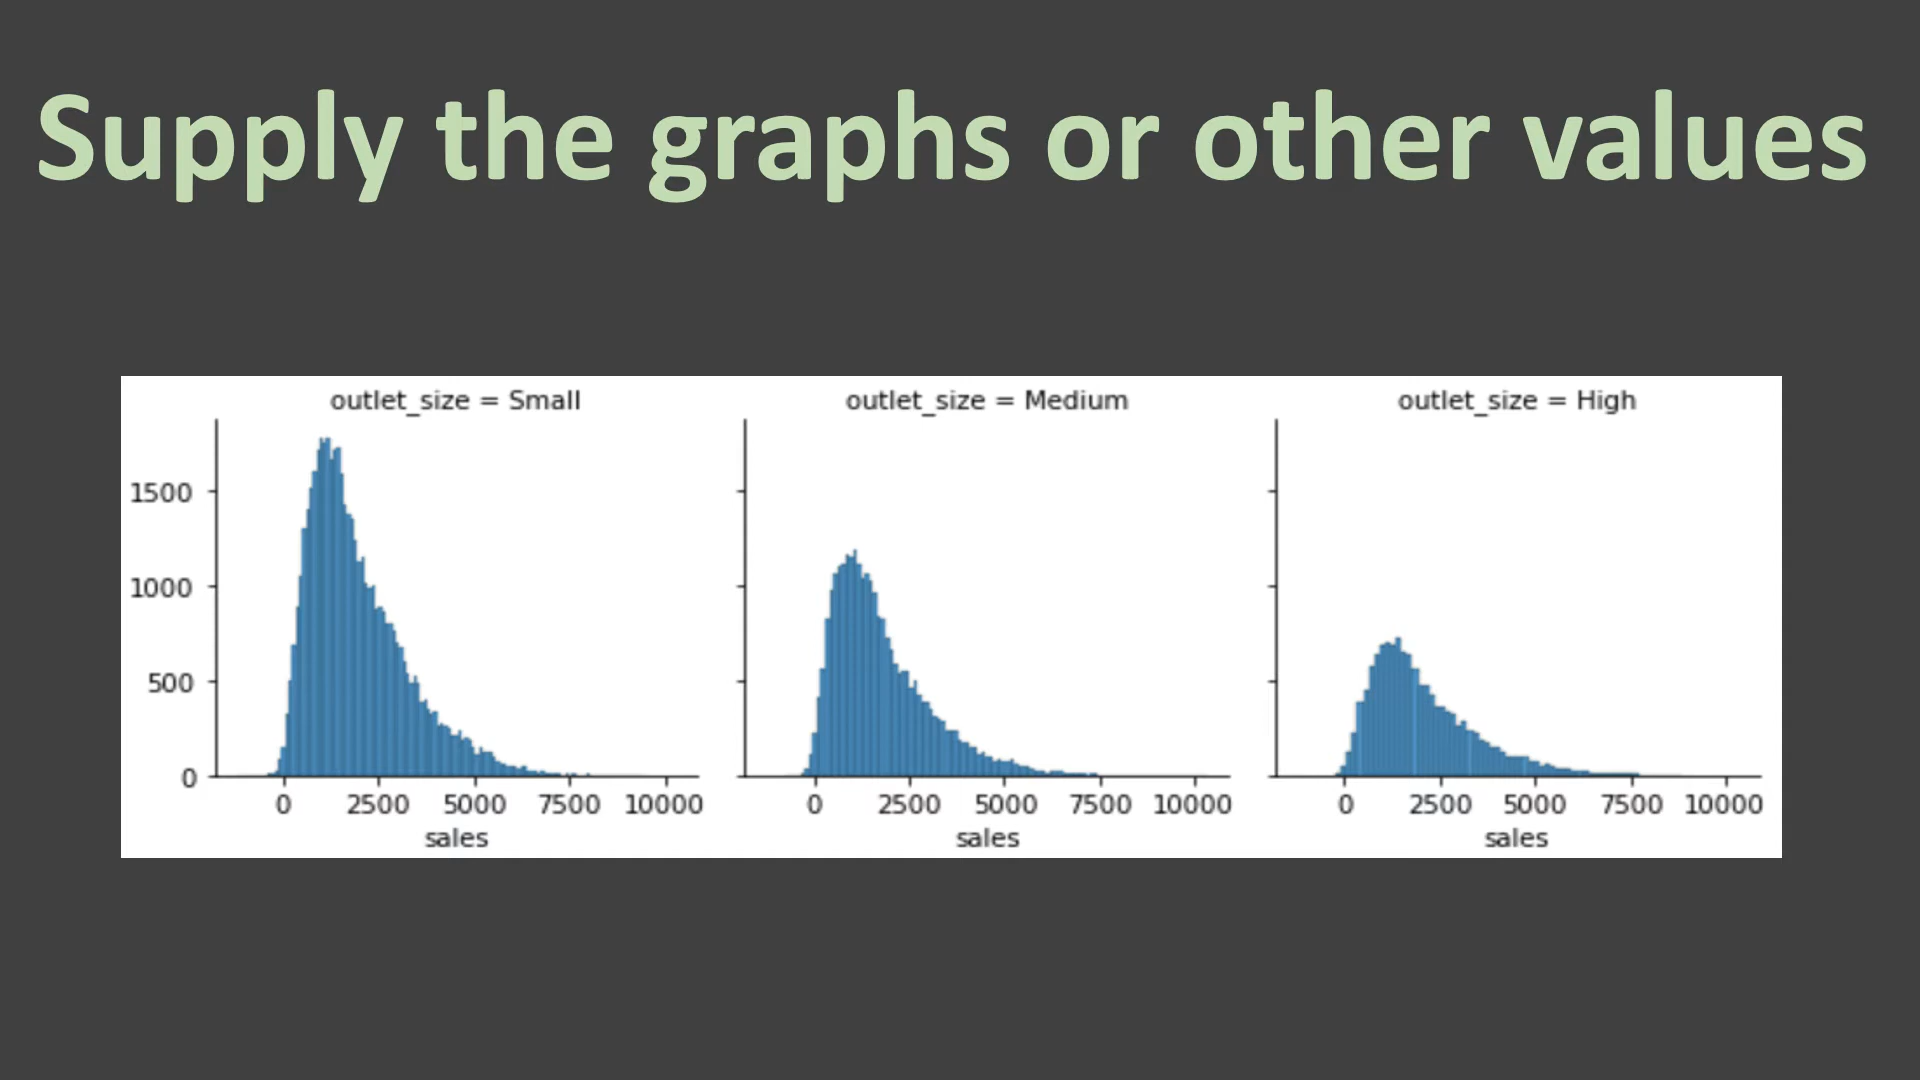 Supply the graphs or other values
outlet_size = Small
outlet_size = Medium
outlet_size = High
1500
1000
500
0
0 2500 5000 7500 10000
0 2500 5000 7500 10000
0 2500 5000 7500 10000
sales
sales
sales